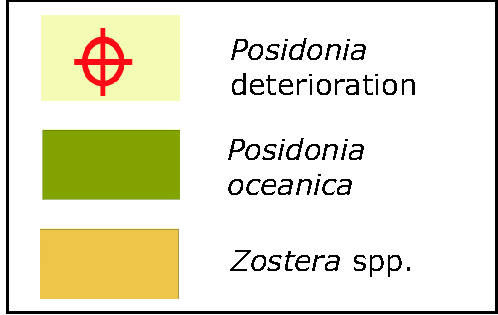 Posidonia
deterioration
Posidonia
oceanica
Zostera spp.